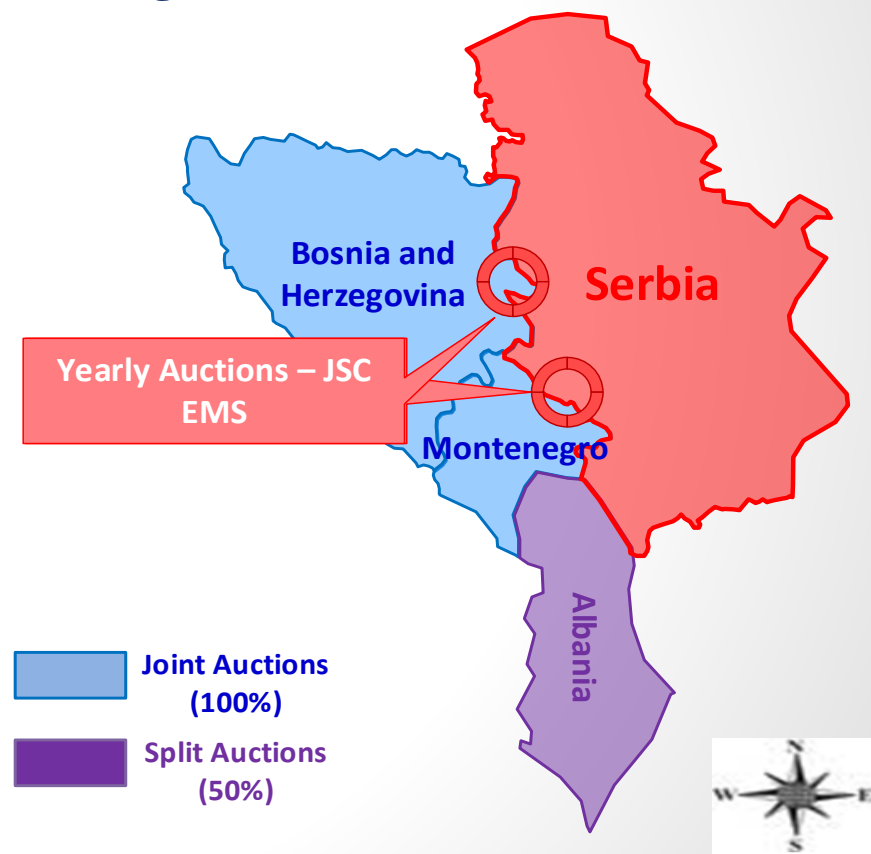 Bosnia and
Herzegovina
Serbia
Yearly Auctions – JSC
EMS
Montenegro
Albania
Joint Auctions
(100%)
Split Auctions
(50%)
N
W E
S